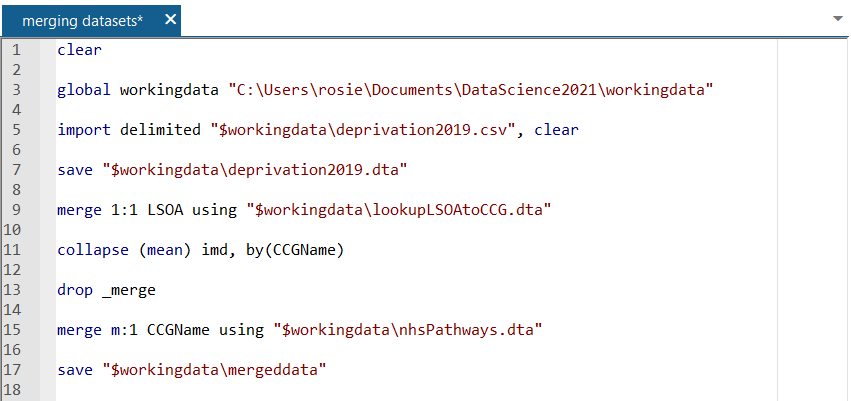 merging datasets* ✕
1 clear
2
3 global workingdata "C:\Users\rosie\Documents\DataScience2021\workingdata"
4
5 import delimited "$workingdata\deprivation2019.csv", clear
6
7 save "$workingdata\deprivation2019.dta"
8
9 merge 1:1 LSOA using "$workingdata\lookupLSOAtoCCG.dta"
10
11 collapse (mean) imd, by(CCGName)
12
13 drop _merge
14
15 merge m:1 CCGName using "$workingdata\nhsPathways.dta"
16
17 save "$workingdata\mergeddata"
18